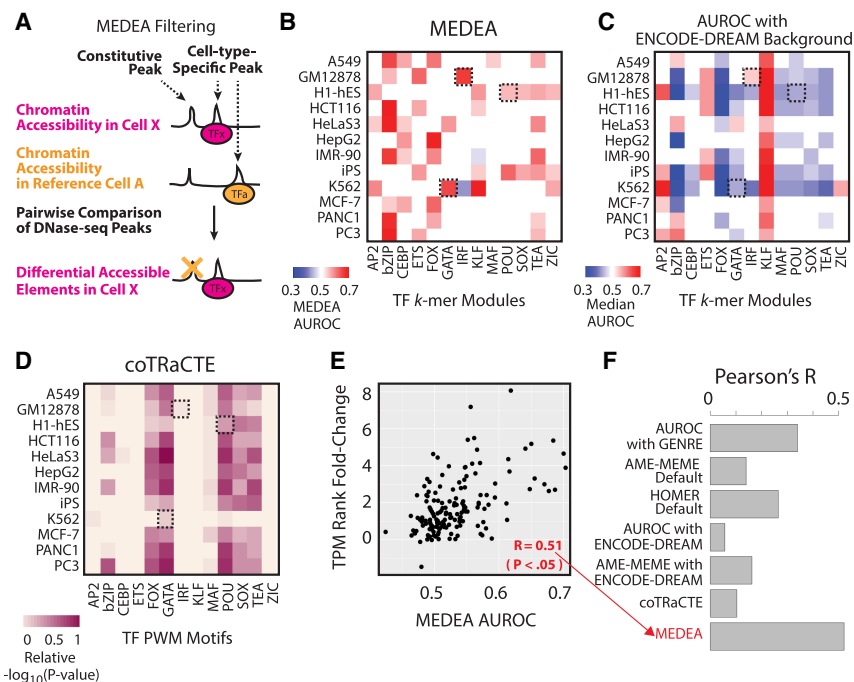 A
MEDEA Filtering
Constitutive
Peak
Cell-type-
Specific Peak
Chromatin
Accessibility in Cell X
TFx
Chromatin
Accessibility
in Reference Cell A
TFa
Pairwise Comparison
of DNase-seq Peaks
Differential Accessible
Elements in Cell X
TFx
B
MEDEA
A549
GM12878
H1-hES
HCT116
HeLaS3
HepG2
IMR-90
iPS
K562
MCF-7
PANC1
PC3
AP2
bZIP
CEBP
ETS
FOX
GATA
IRF
KLF
MAF
POU
SOX
TEA
ZIC
0.3 0.7
MEDEA
AUROC
TF k-mer Modules
C
AUROC with
ENCODE-DREAM Background
A549
GM12878
H1-hES
HCT116
HeLaS3
HepG2
IMR-90
iPS
K562
MCF-7
PANC1
PC3
AP2
bZIP
CEBP
ETS
FOX
GATA
IRF
KLF
MAF
POU
SOX
TEA
ZIC
0.3 0.7
Median
AUROC
TF k-mer Modules
D
coTRaCTE
A549
GM12878
H1-hES
HCT116
HeLaS3
HepG2
IMR-90
iPS
K562
MCF-7
PANC1
PC3
AP2
bZIP
CEBP
ETS
FOX
GATA
IRF
KLF
MAF
POU
SOX
TEA
ZIC
0 0.5 1
Relative
-log10(P-value)
TF PWM Motifs
E
TPM Rank Fold-Change
8
6
4
2
0
R = 0.51
( P < .05 )
0.5 0.6 0.7
MEDEA AUROC
F
Pearson's R
0 0.5
AUROC
with GENRE
AME-MEME
Default
HOMER
Default
AUROC with
ENCODE-DREAM
AME-MEME with
ENCODE-DREAM
coTRaCTE
MEDEA